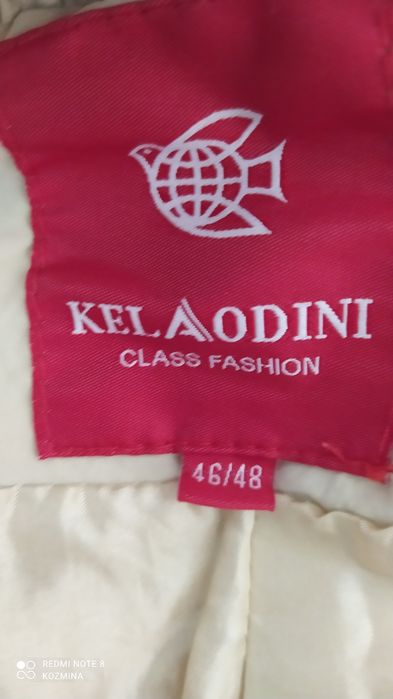 KELAODINI
CLASS FASHION
46/48
REDMI NOTE 8
KOZMINA